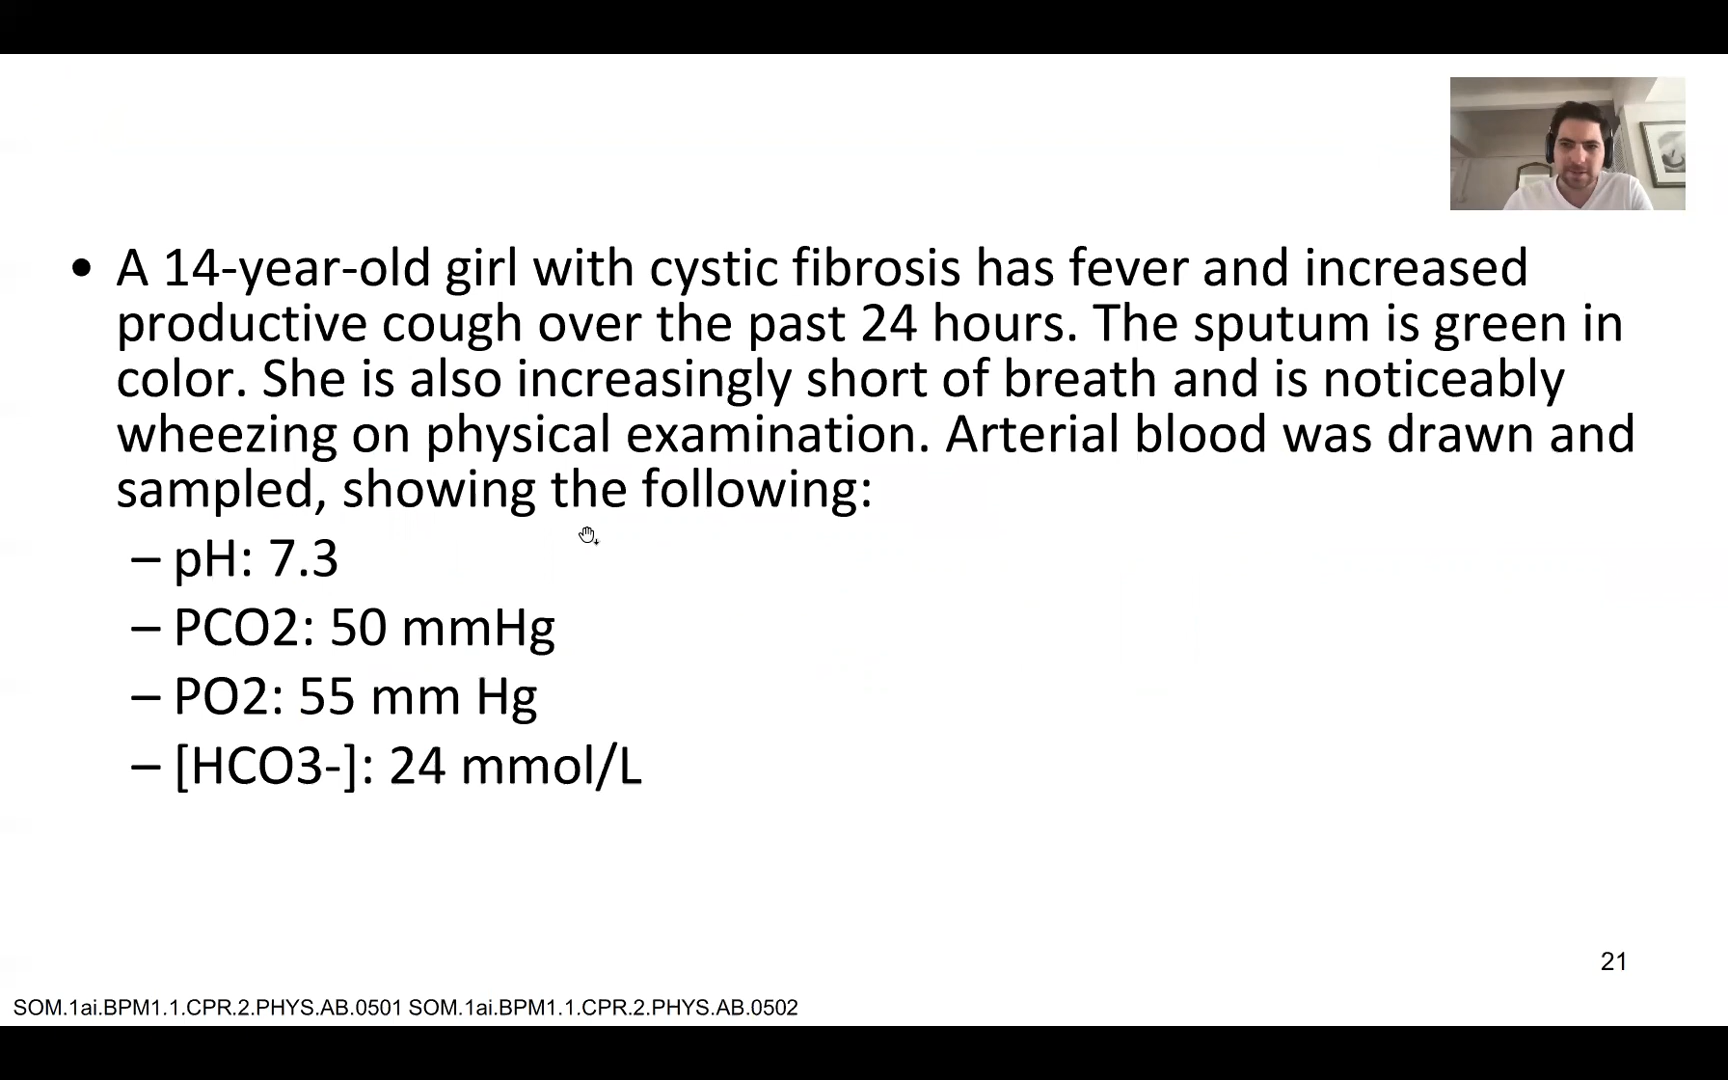 • A 14-year-old girl with cystic fibrosis has fever and increased
productive cough over the past 24 hours. The sputum is green in
color. She is also increasingly short of breath and is noticeably
wheezing on physical examination. Arterial blood was drawn and
sampled, showing the following:
– pH: 7.3
– PCO2: 50 mmHg
– PO2: 55 mm Hg
– [HCO3-]: 24 mmol/L
21
SOM.1ai.BPM1.1.CPR.2.PHYS.AB.0501 SOM.1ai.BPM1.1.CPR.2.PHYS.AB.0502